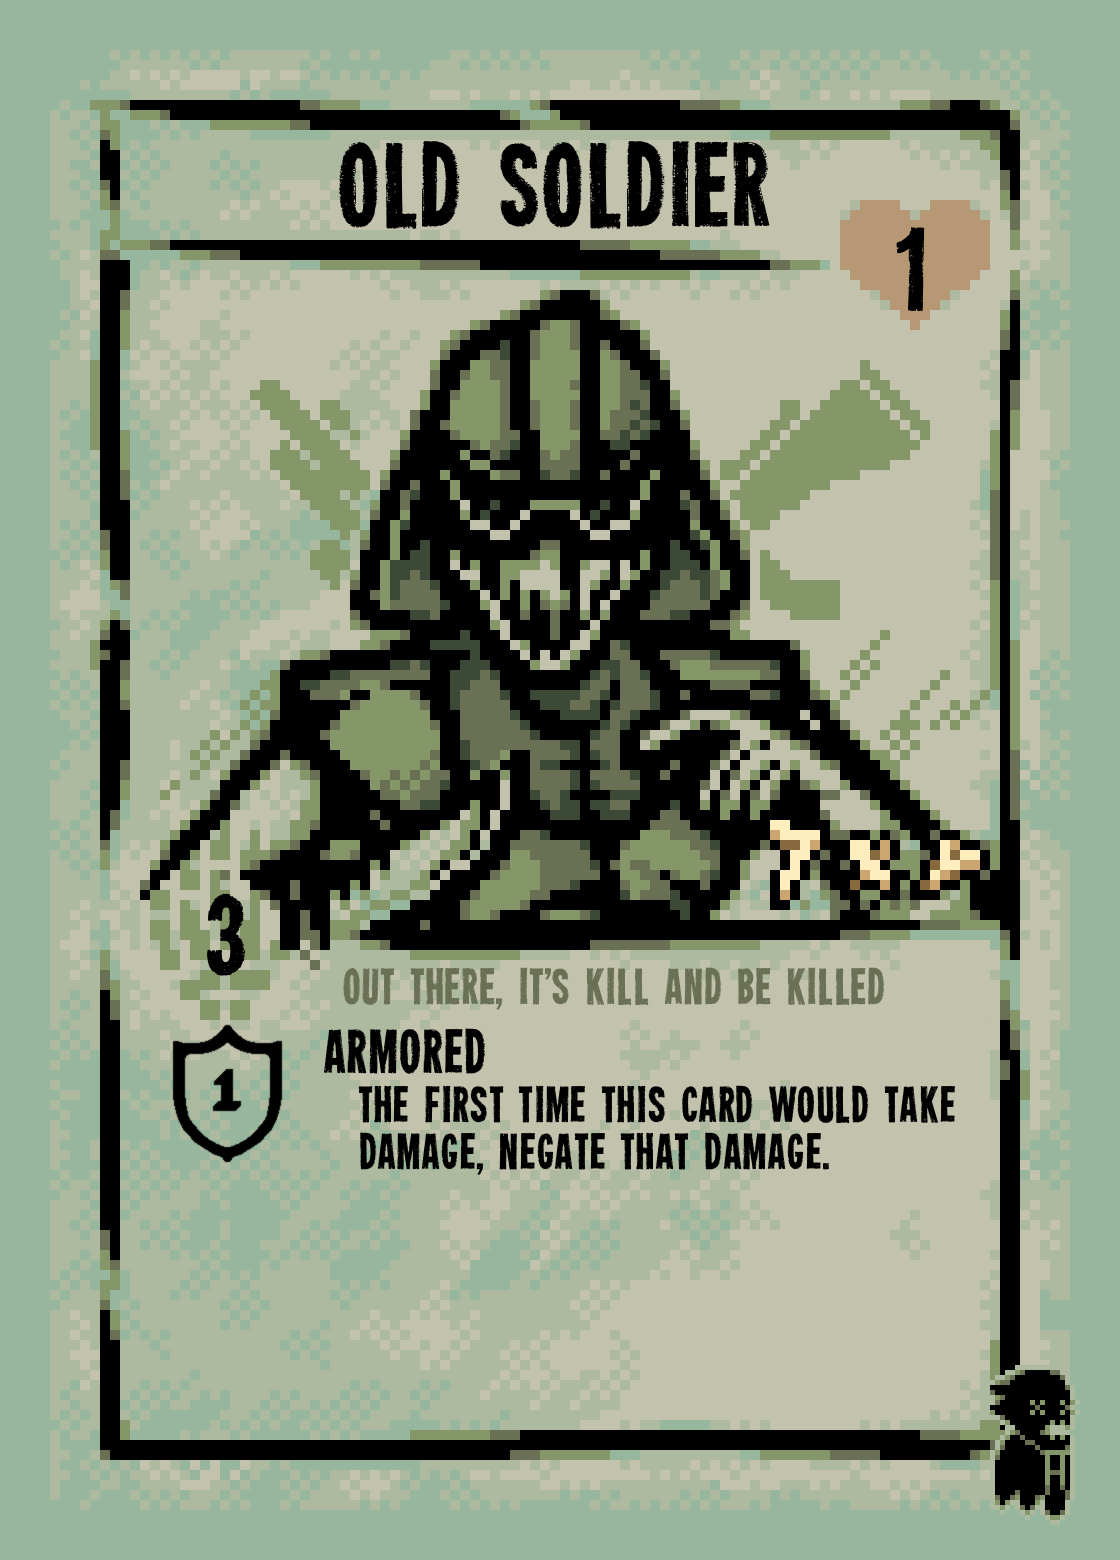 OLD SOLDIER
1
3
OUT THERE, IT'S KILL AND BE KILLED
1
ARMORED
THE FIRST TIME THIS CARD WOULD TAKE
DAMAGE, NEGATE THAT DAMAGE.